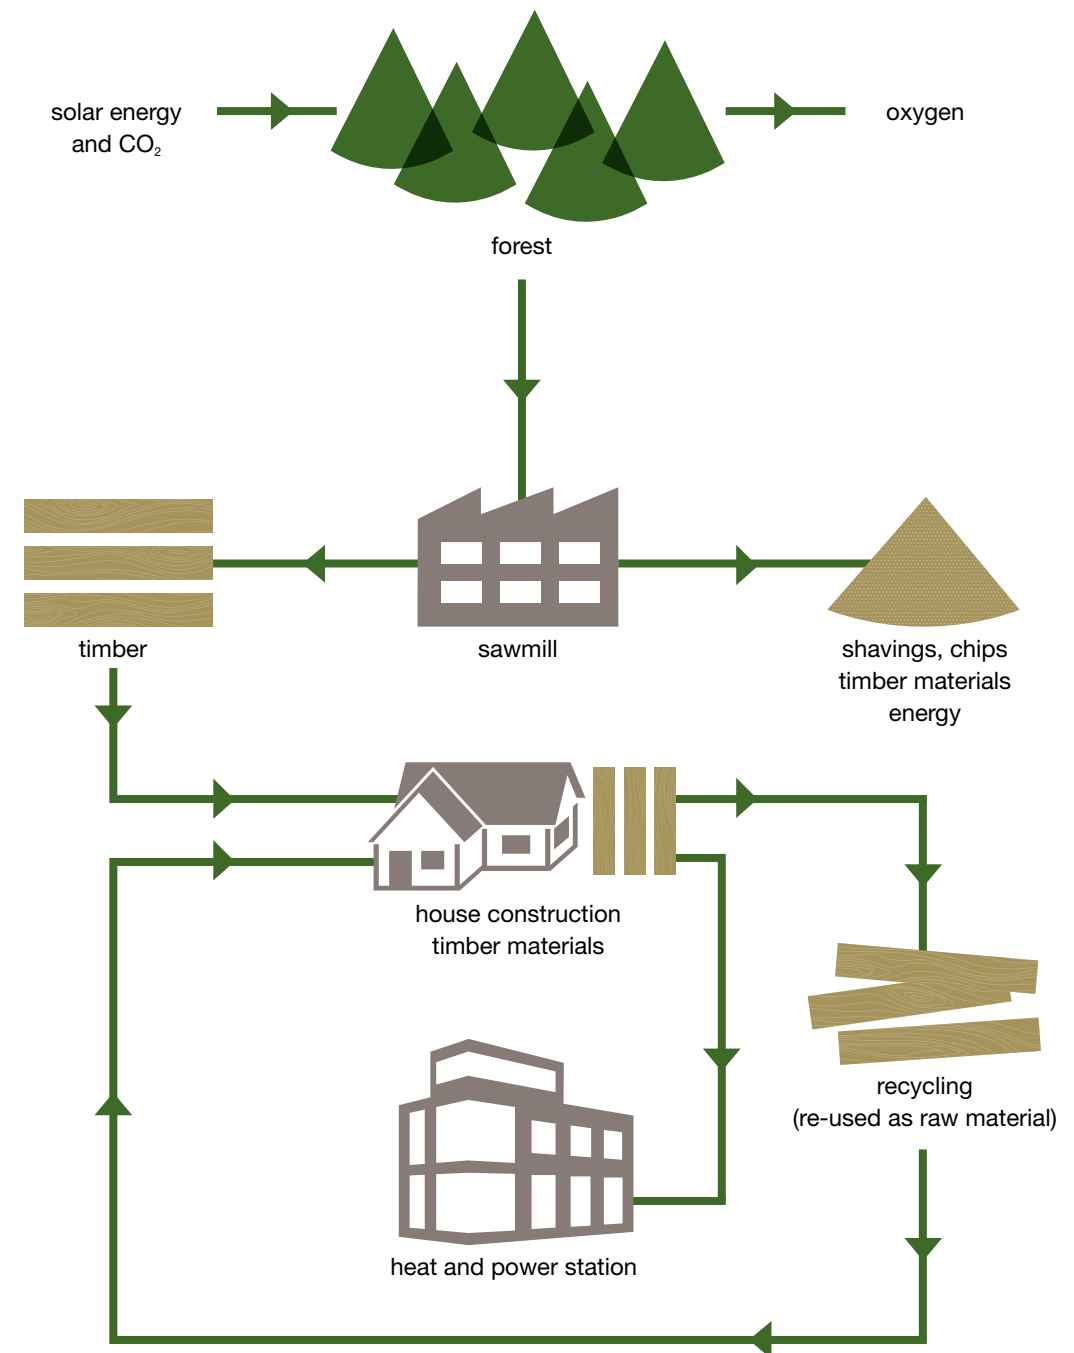 solar energy
and CO₂
oxygen
forest
timber
sawmill
shavings, chips
timber materials
energy
house construction
timber materials
recycling
(re-used as raw material)
heat and power station